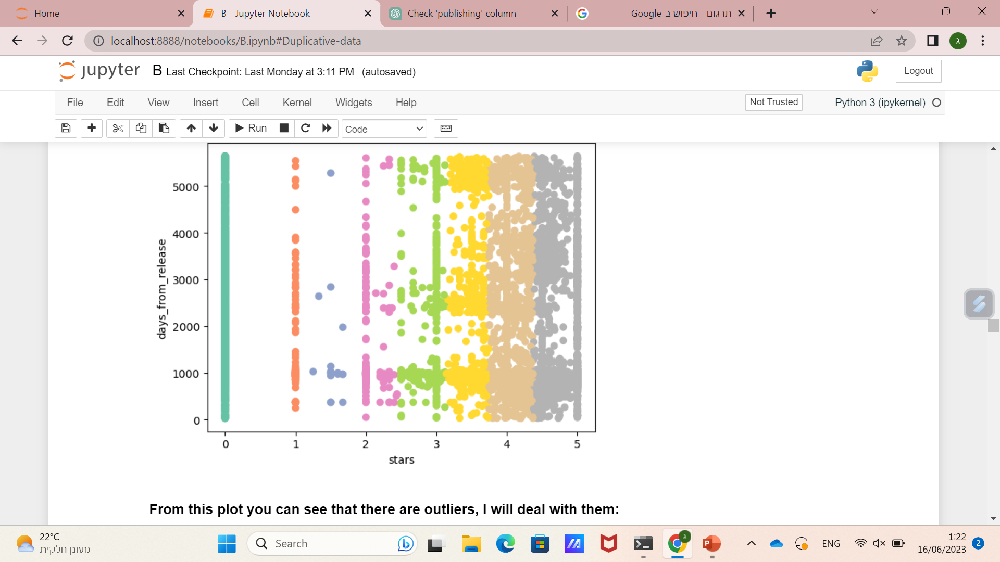 Home
B - Jupyter Notebook
Check 'publishing' column
תרגום - חיפוש ב-Google
localhost:8888/notebooks/B.ipynb#Duplicative-data
ג
jupyter B Last Checkpoint: Last Monday at 3:11 PM (autosaved)
Logout
File Edit View Insert Cell Kernel Widgets Help
Not Trusted
Python 3 (ipykernel)
Run
Code
days_from_release
5000
4000
3000
2000
1000
0
0 1 2 3 4 5
stars
From this plot you can see that there are outliers, I will deal with them:
22°C
מעונן חלקית
Search
ג
P
ENG
1:22
16/06/2023
2